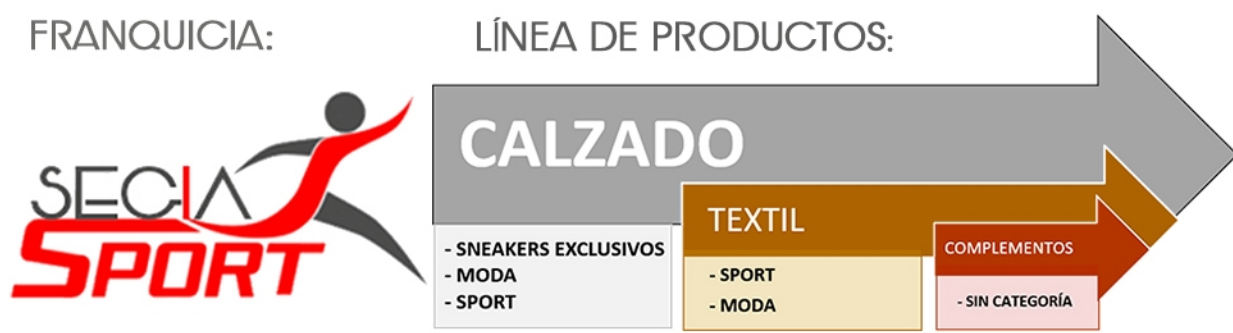 FRANQUICIA:
LÍNEA DE PRODUCTOS:
SECIA
SPORT
CALZADO
- SNEAKERS EXCLUSIVOS
- MODA
- SPORT
TEXTIL
- SPORT
- MODA
COMPLEMENTOS
- SIN CATEGORÍA